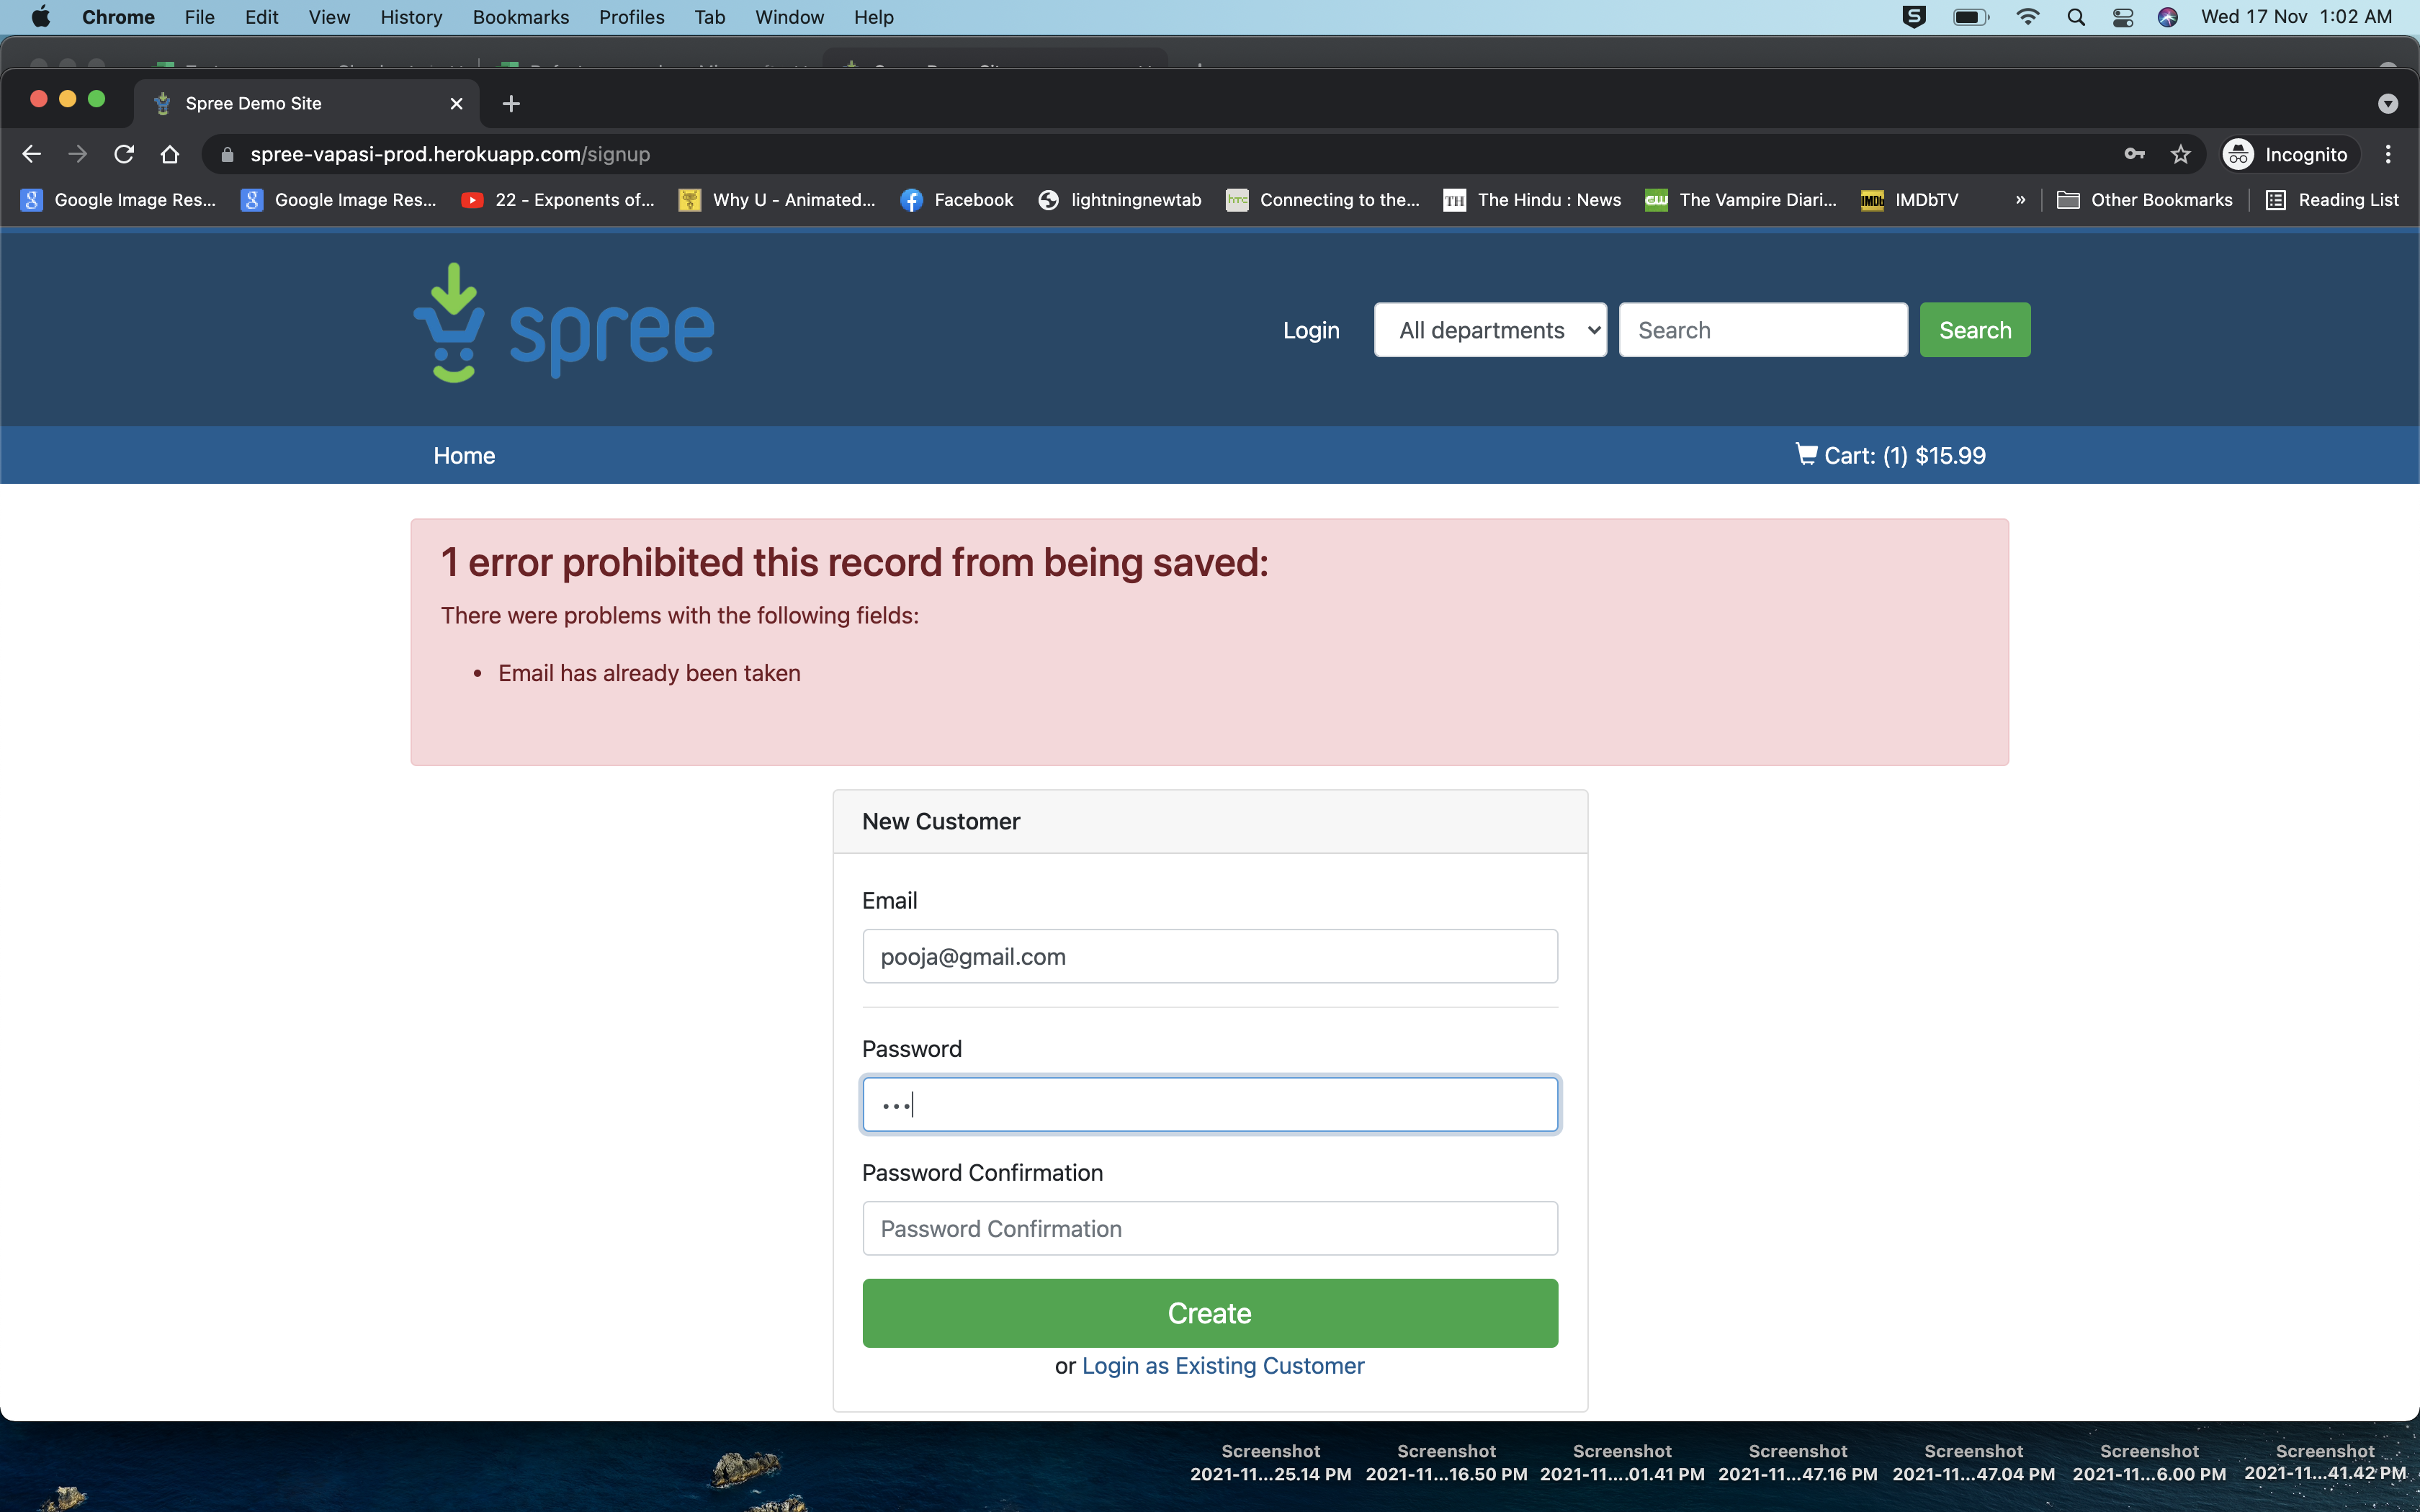 Chrome File Edit View History Bookmarks Profiles Tab Window Help Wed 17 Nov 1:02 AM
Spree Demo Site
spree-vapasi-prod.herokuapp.com/signup Incognito
Google Image Res... Google Image Res... 22 - Exponents of... Why U - Animated... Facebook lightningnewtab Connecting to the... The Hindu : News The Vampire Diari... IMDbTV » Other Bookmarks Reading List
spree
Login All departments Search Search
Home Cart: (1) $15.99
1 error prohibited this record from being saved:
There were problems with the following fields:
• Email has already been taken
New Customer
Email
pooja@gmail.com
Password
•••
Password Confirmation
Password Confirmation
Create
or Login as Existing Customer
Screenshot Screenshot Screenshot Screenshot Screenshot Screenshot Screenshot
2021-11...25.14 PM 2021-11...16.50 PM 2021-11....01.41 PM 2021-11...47.16 PM 2021-11...47.04 PM 2021-11...6.00 PM 2021-11...41.42 PM